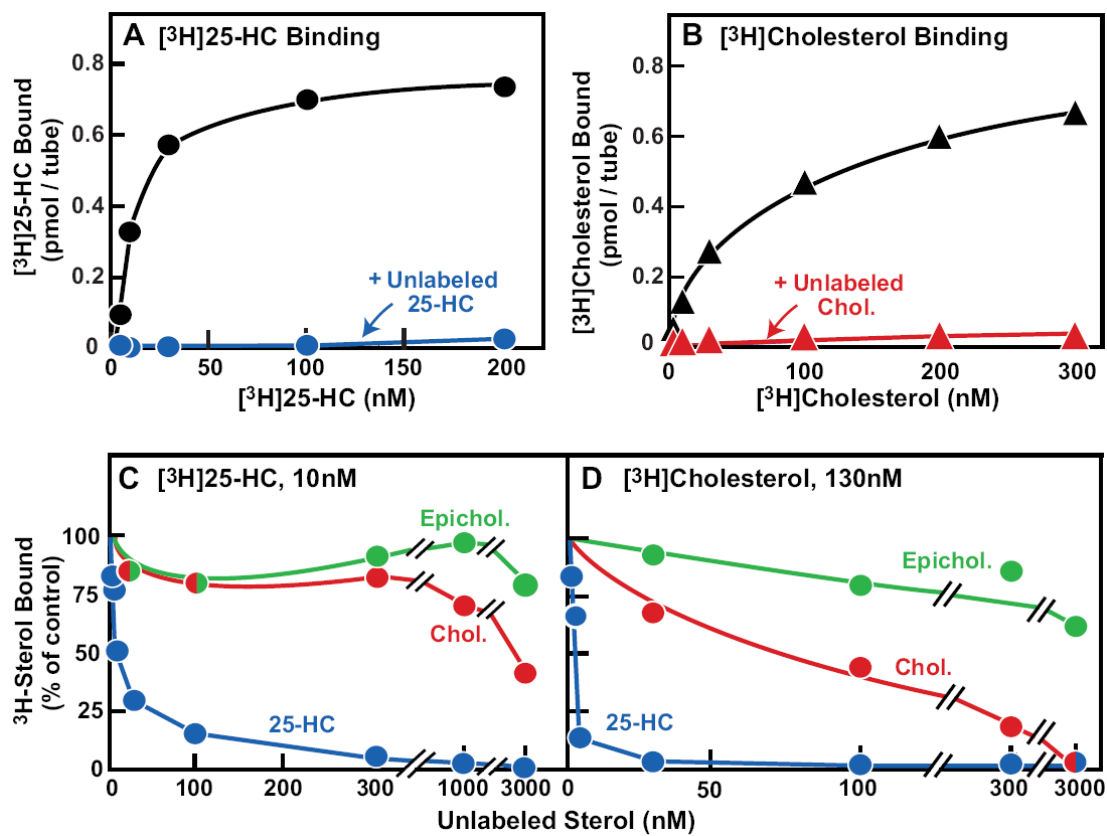 A [³H]25-HC Binding
[³H]25-HC Bound
(pmol / tube)
0.8
0.6
0.4
0.2
0
+ Unlabeled
25-HC
0 50 100 150 200
[³H]25-HC (nM)
B [³H]Cholesterol Binding
[³H]Cholesterol Bound
(pmol / tube)
0.8
0.6
0.4
0.2
0
+ Unlabeled
Chol.
0 100 200 300
[³H]Cholesterol (nM)
C [³H]25-HC, 10nM
³H-Sterol Bound
(% of control)
100
75
50
25
0
Epichol.
Chol.
25-HC
0 100 200 300 1000 3000
D [³H]Cholesterol, 130nM
Epichol.
Chol.
25-HC
0 50 100 300 3000
Unlabeled Sterol (nM)